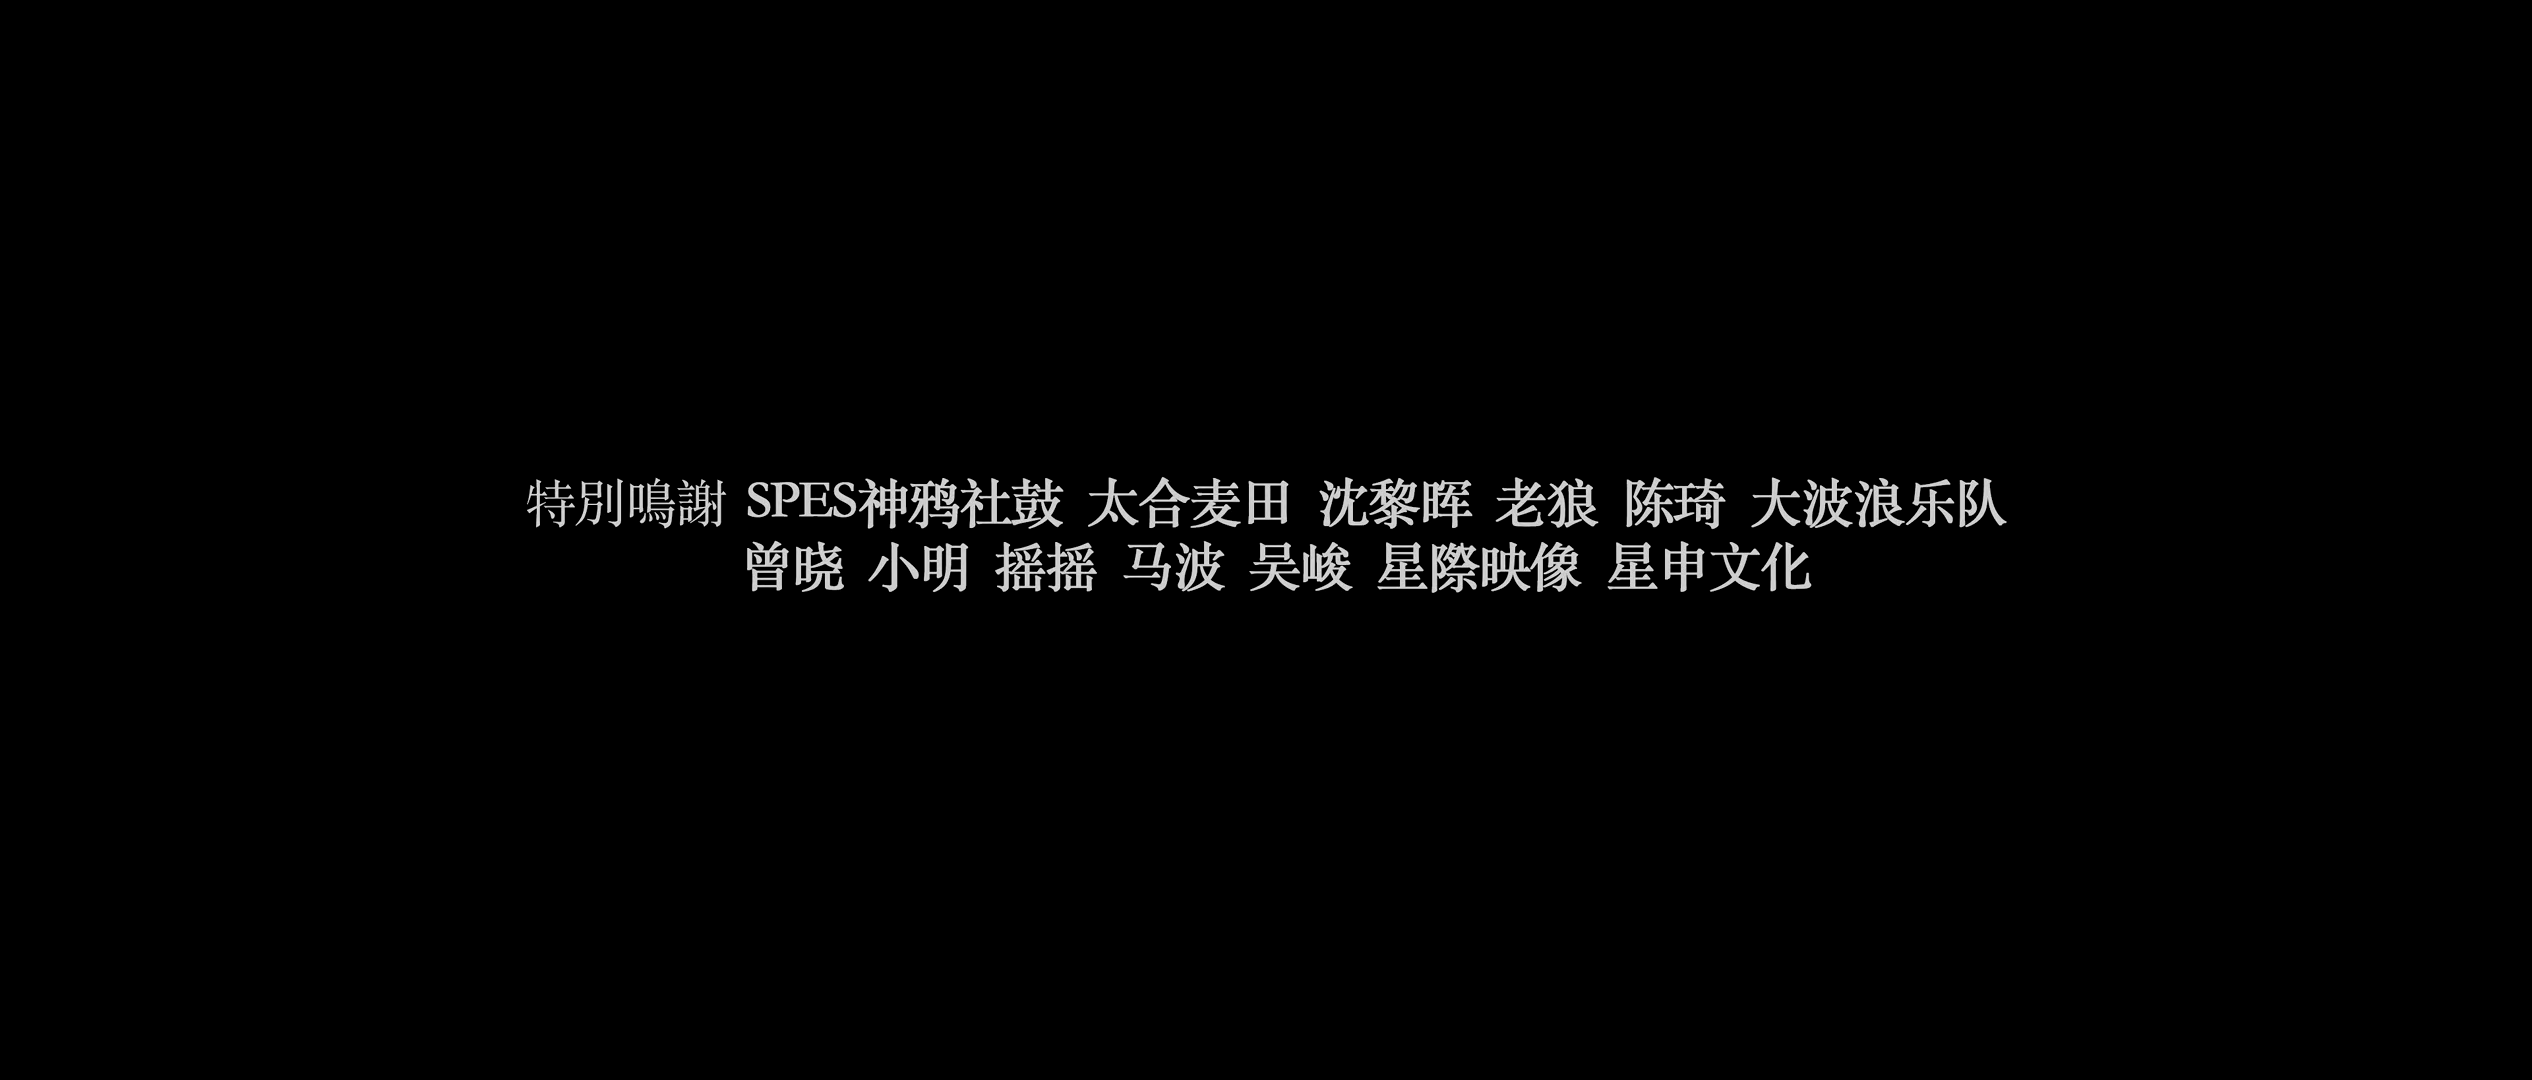 特別鳴謝 SPES神鸦社鼓 太合麦田 沈黎晖 老狼 陈琦 大波浪乐队
曾晓 小明 摇摇 马波 吴峻 星際映像 星申文化